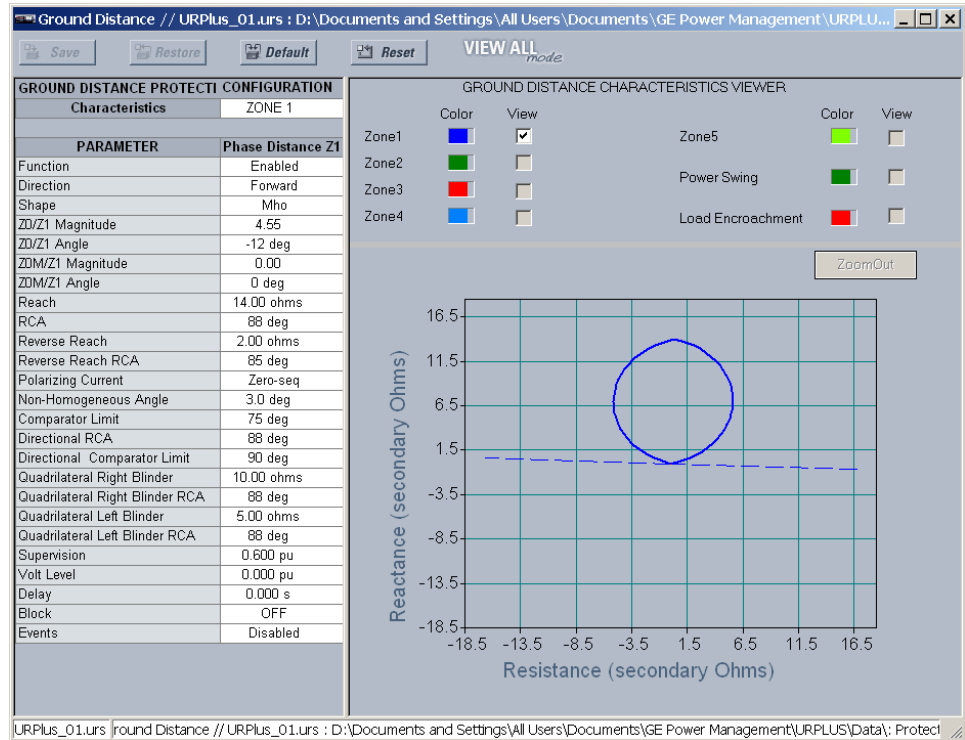 Ground Distance // URPlus_01.urs : D:\Documents and Settings\All Users\Documents\GE Power Management\URPLU...
Save Restore Default Reset VIEW ALL mode
GROUND DISTANCE PROTECTI CONFIGURATION
Characteristics ZONE 1
PARAMETER Phase Distance Z1
Function Enabled
Direction Forward
Shape Mho
Z0/Z1 Magnitude 4.55
Z0/Z1 Angle -12 deg
Z0M/Z1 Magnitude 0.00
Z0M/Z1 Angle 0 deg
Reach 14.00 ohms
RCA 88 deg
Reverse Reach 2.00 ohms
Reverse Reach RCA 85 deg
Polarizing Current Zero-seq
Non-Homogeneous Angle 3.0 deg
Comparator Limit 75 deg
Directional RCA 88 deg
Directional Comparator Limit 90 deg
Quadrilateral Right Blinder 10.00 ohms
Quadrilateral Right Blinder RCA 88 deg
Quadrilateral Left Blinder 5.00 ohms
Quadrilateral Left Blinder RCA 88 deg
Supervision 0.600 pu
Volt Level 0.000 pu
Delay 0.000 s
Block OFF
Events Disabled
GROUND DISTANCE CHARACTERISTICS VIEWER
Color View Color View
Zone1 Zone5
Zone2
Power Swing
Zone3
Zone4 Load Encroachment
ZoomOut
Reactance (secondary Ohms)
16.5
11.5
6.5
1.5
-3.5
-8.5
-13.5
-18.5
-18.5 -13.5 -8.5 -3.5 1.5 6.5 11.5 16.5
Resistance (secondary Ohms)
URPlus_01.urs round Distance // URPlus_01.urs : D:\Documents and Settings\All Users\Documents\GE Power Management\URPLUS\Data\: Protect